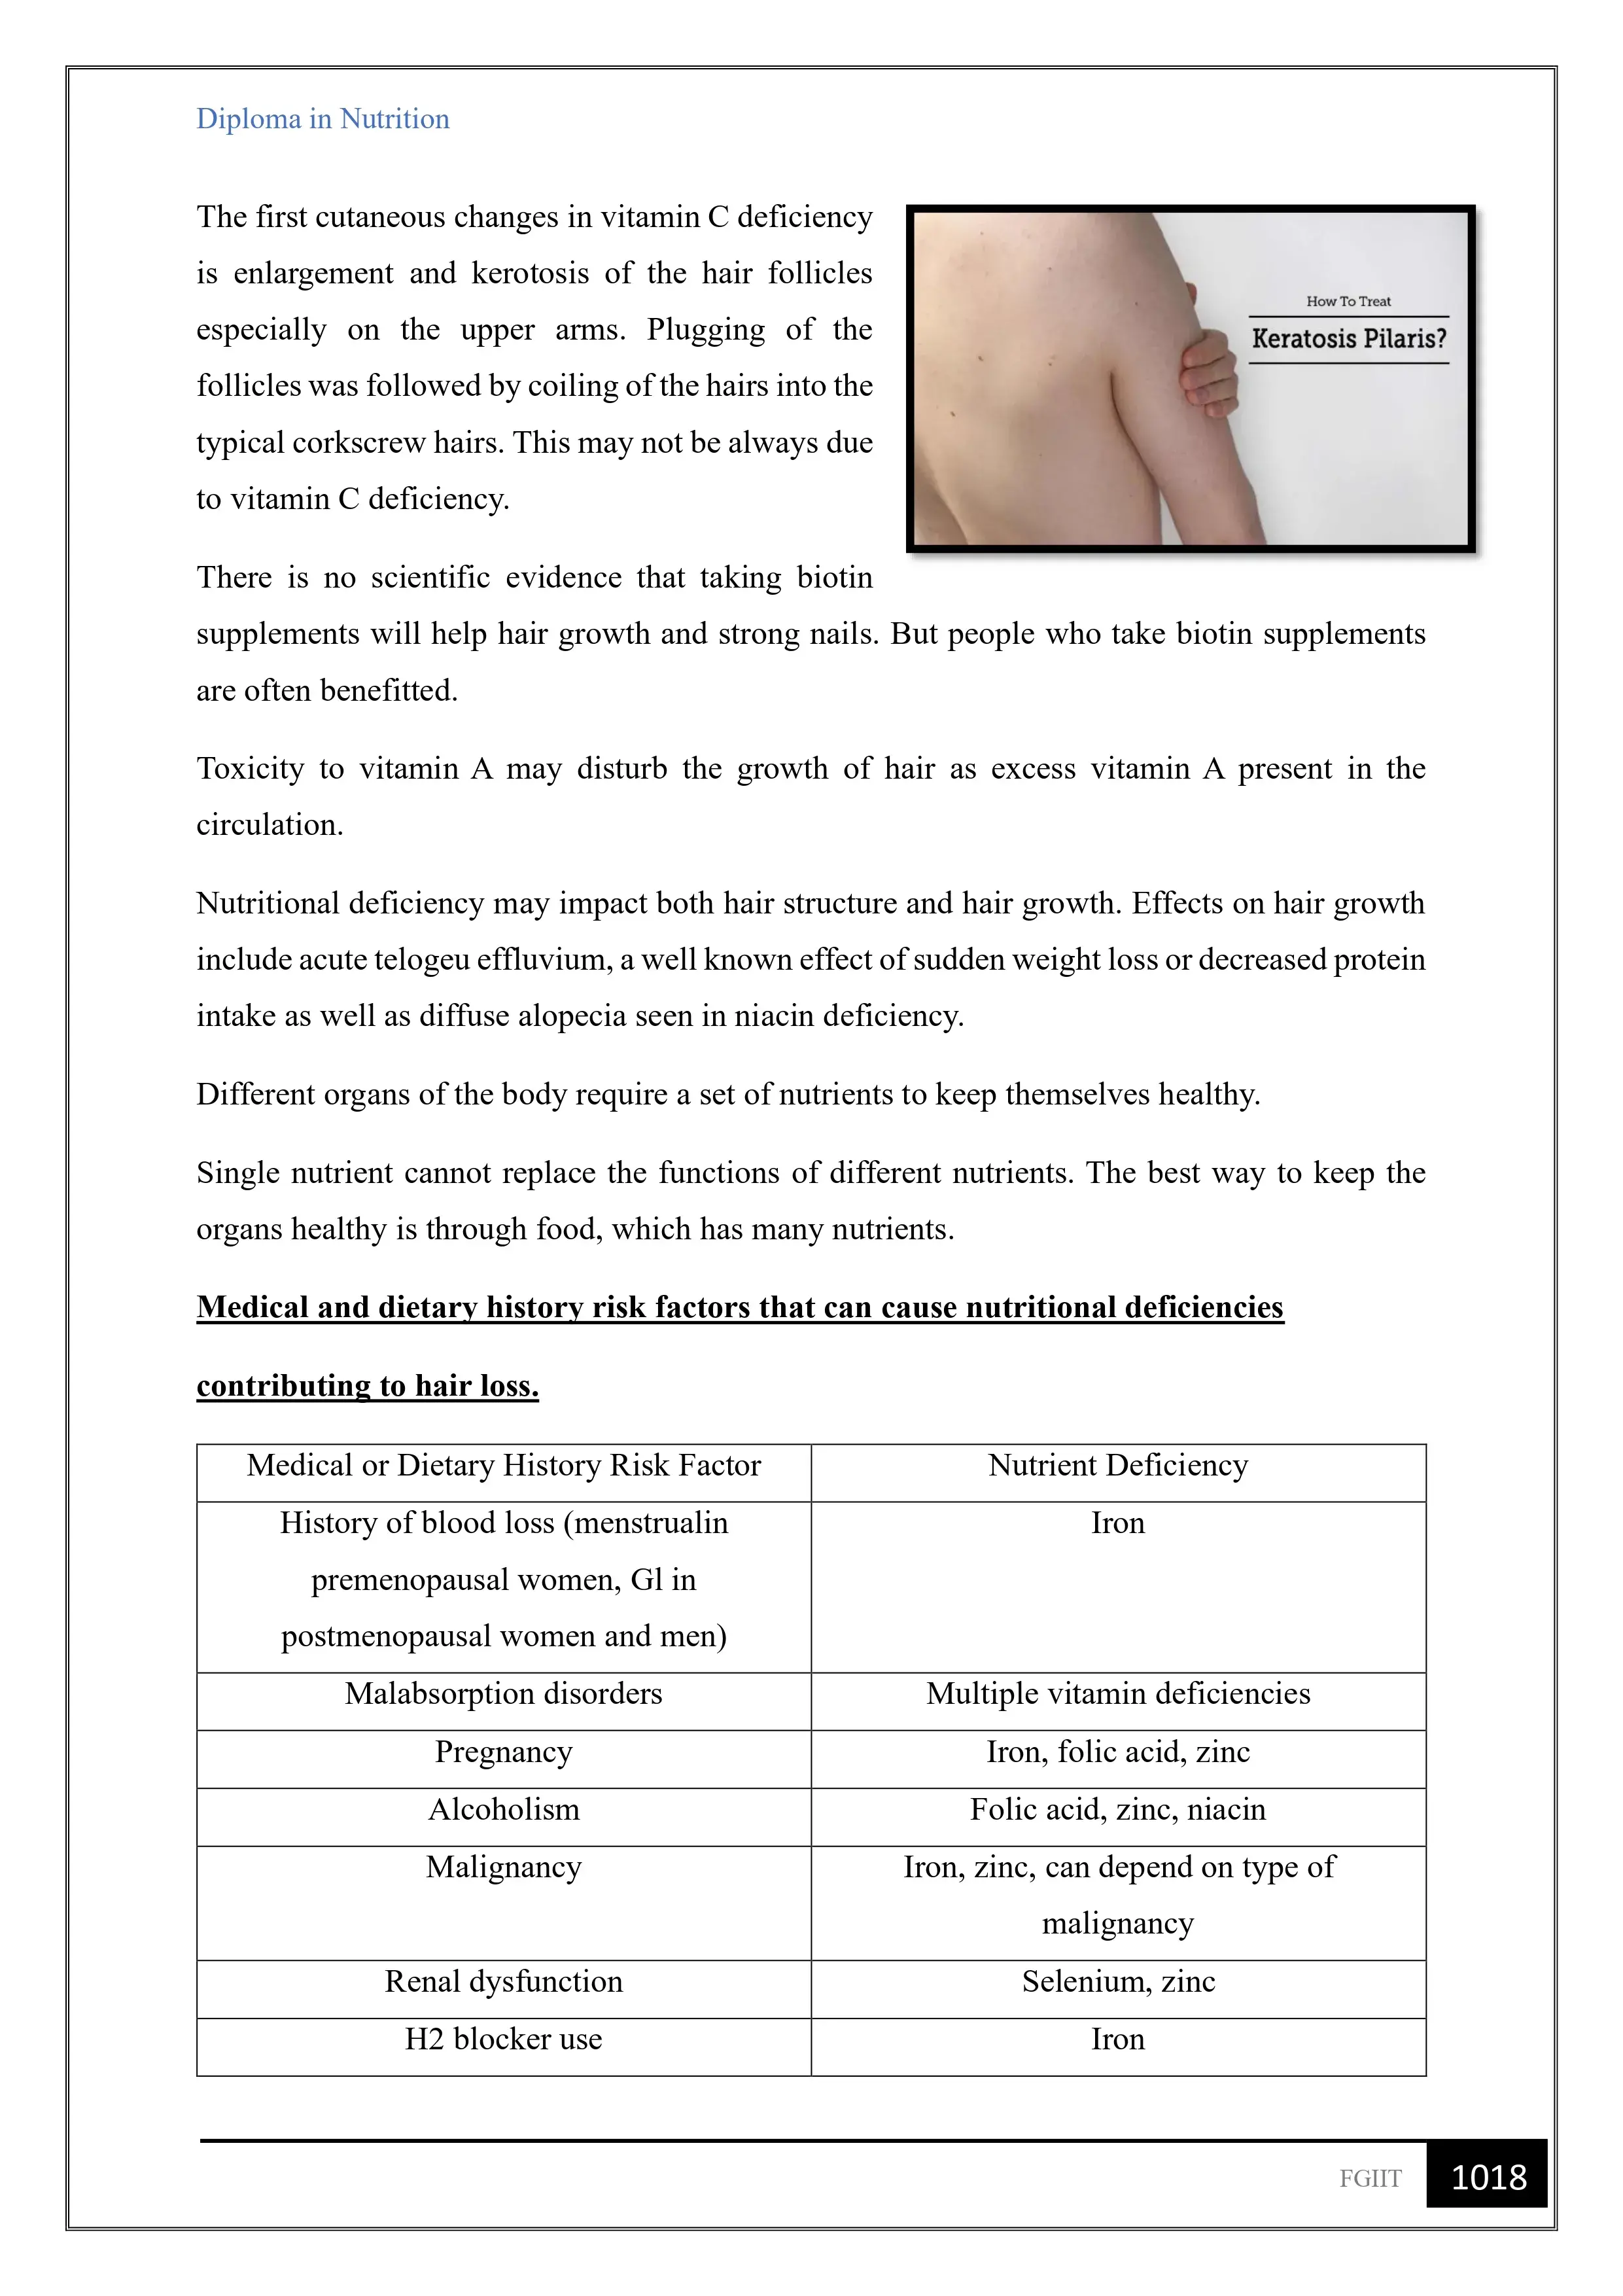 Diploma in Nutrition
The first cutaneous changes in vitamin C deficiency
is enlargement and kerotosis of the hair follicles
especially on the upper arms. Plugging of the
follicles was followed by coiling of the hairs into the
typical corkscrew hairs. This may not be always due
to vitamin C deficiency.
How To Treat
Keratosis Pilaris?
There is no scientific evidence that taking biotin
supplements will help hair growth and strong nails. But people who take biotin supplements
are often benefitted.
Toxicity to vitamin A may disturb the growth of hair as excess vitamin A present in the
circulation.
Nutritional deficiency may impact both hair structure and hair growth. Effects on hair growth
include acute telogeu effluvium, a well known effect of sudden weight loss or decreased protein
intake as well as diffuse alopecia seen in niacin deficiency.
Different organs of the body require a set of nutrients to keep themselves healthy.
Single nutrient cannot replace the functions of different nutrients. The best way to keep the
organs healthy is through food, which has many nutrients.
Medical and dietary history risk factors that can cause nutritional deficiencies
contributing to hair loss.
Medical or Dietary History Risk Factor Nutrient Deficiency
History of blood loss (menstrualin Iron
premenopausal women, Gl in
postmenopausal women and men)
Malabsorption disorders Multiple vitamin deficiencies
Pregnancy Iron, folic acid, zinc
Alcoholism Folic acid, zinc, niacin
Malignancy Iron, zinc, can depend on type of
malignancy
Renal dysfunction Selenium, zinc
H2 blocker use Iron
FGIIT 1018